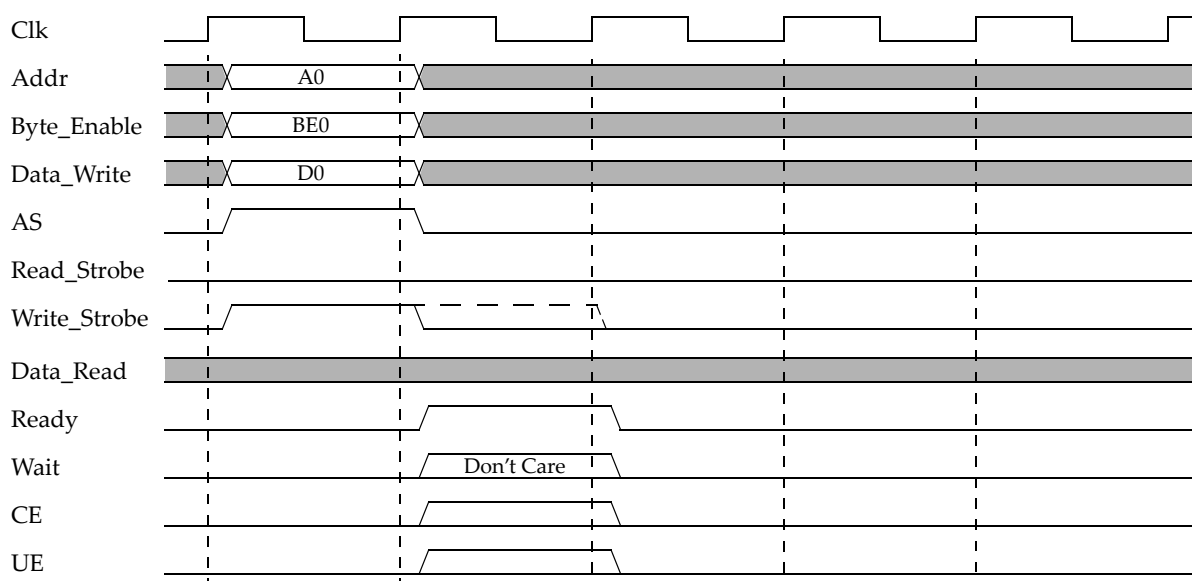 Clk
Addr A0
Byte_Enable BE0
Data_Write D0
AS
Read_Strobe
Write_Strobe
Data_Read
Ready
Wait Don't Care
CE
UE